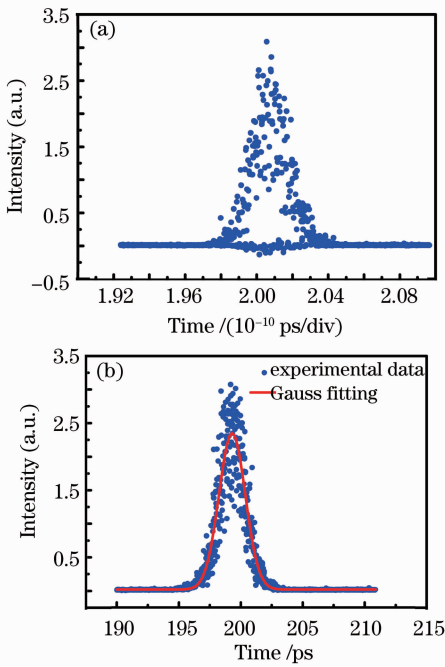 (a)
3.5
2.5
1.5
0.5
−0.5
Intensity (a.u.)
1.92 1.96 2.00 2.04 2.08
Time /(10⁻¹⁰ ps/div)
(b)
experimental data
Gauss fitting
3.5
2.5
1.5
0.5
Intensity (a.u.)
190 195 200 205 210 215
Time /ps